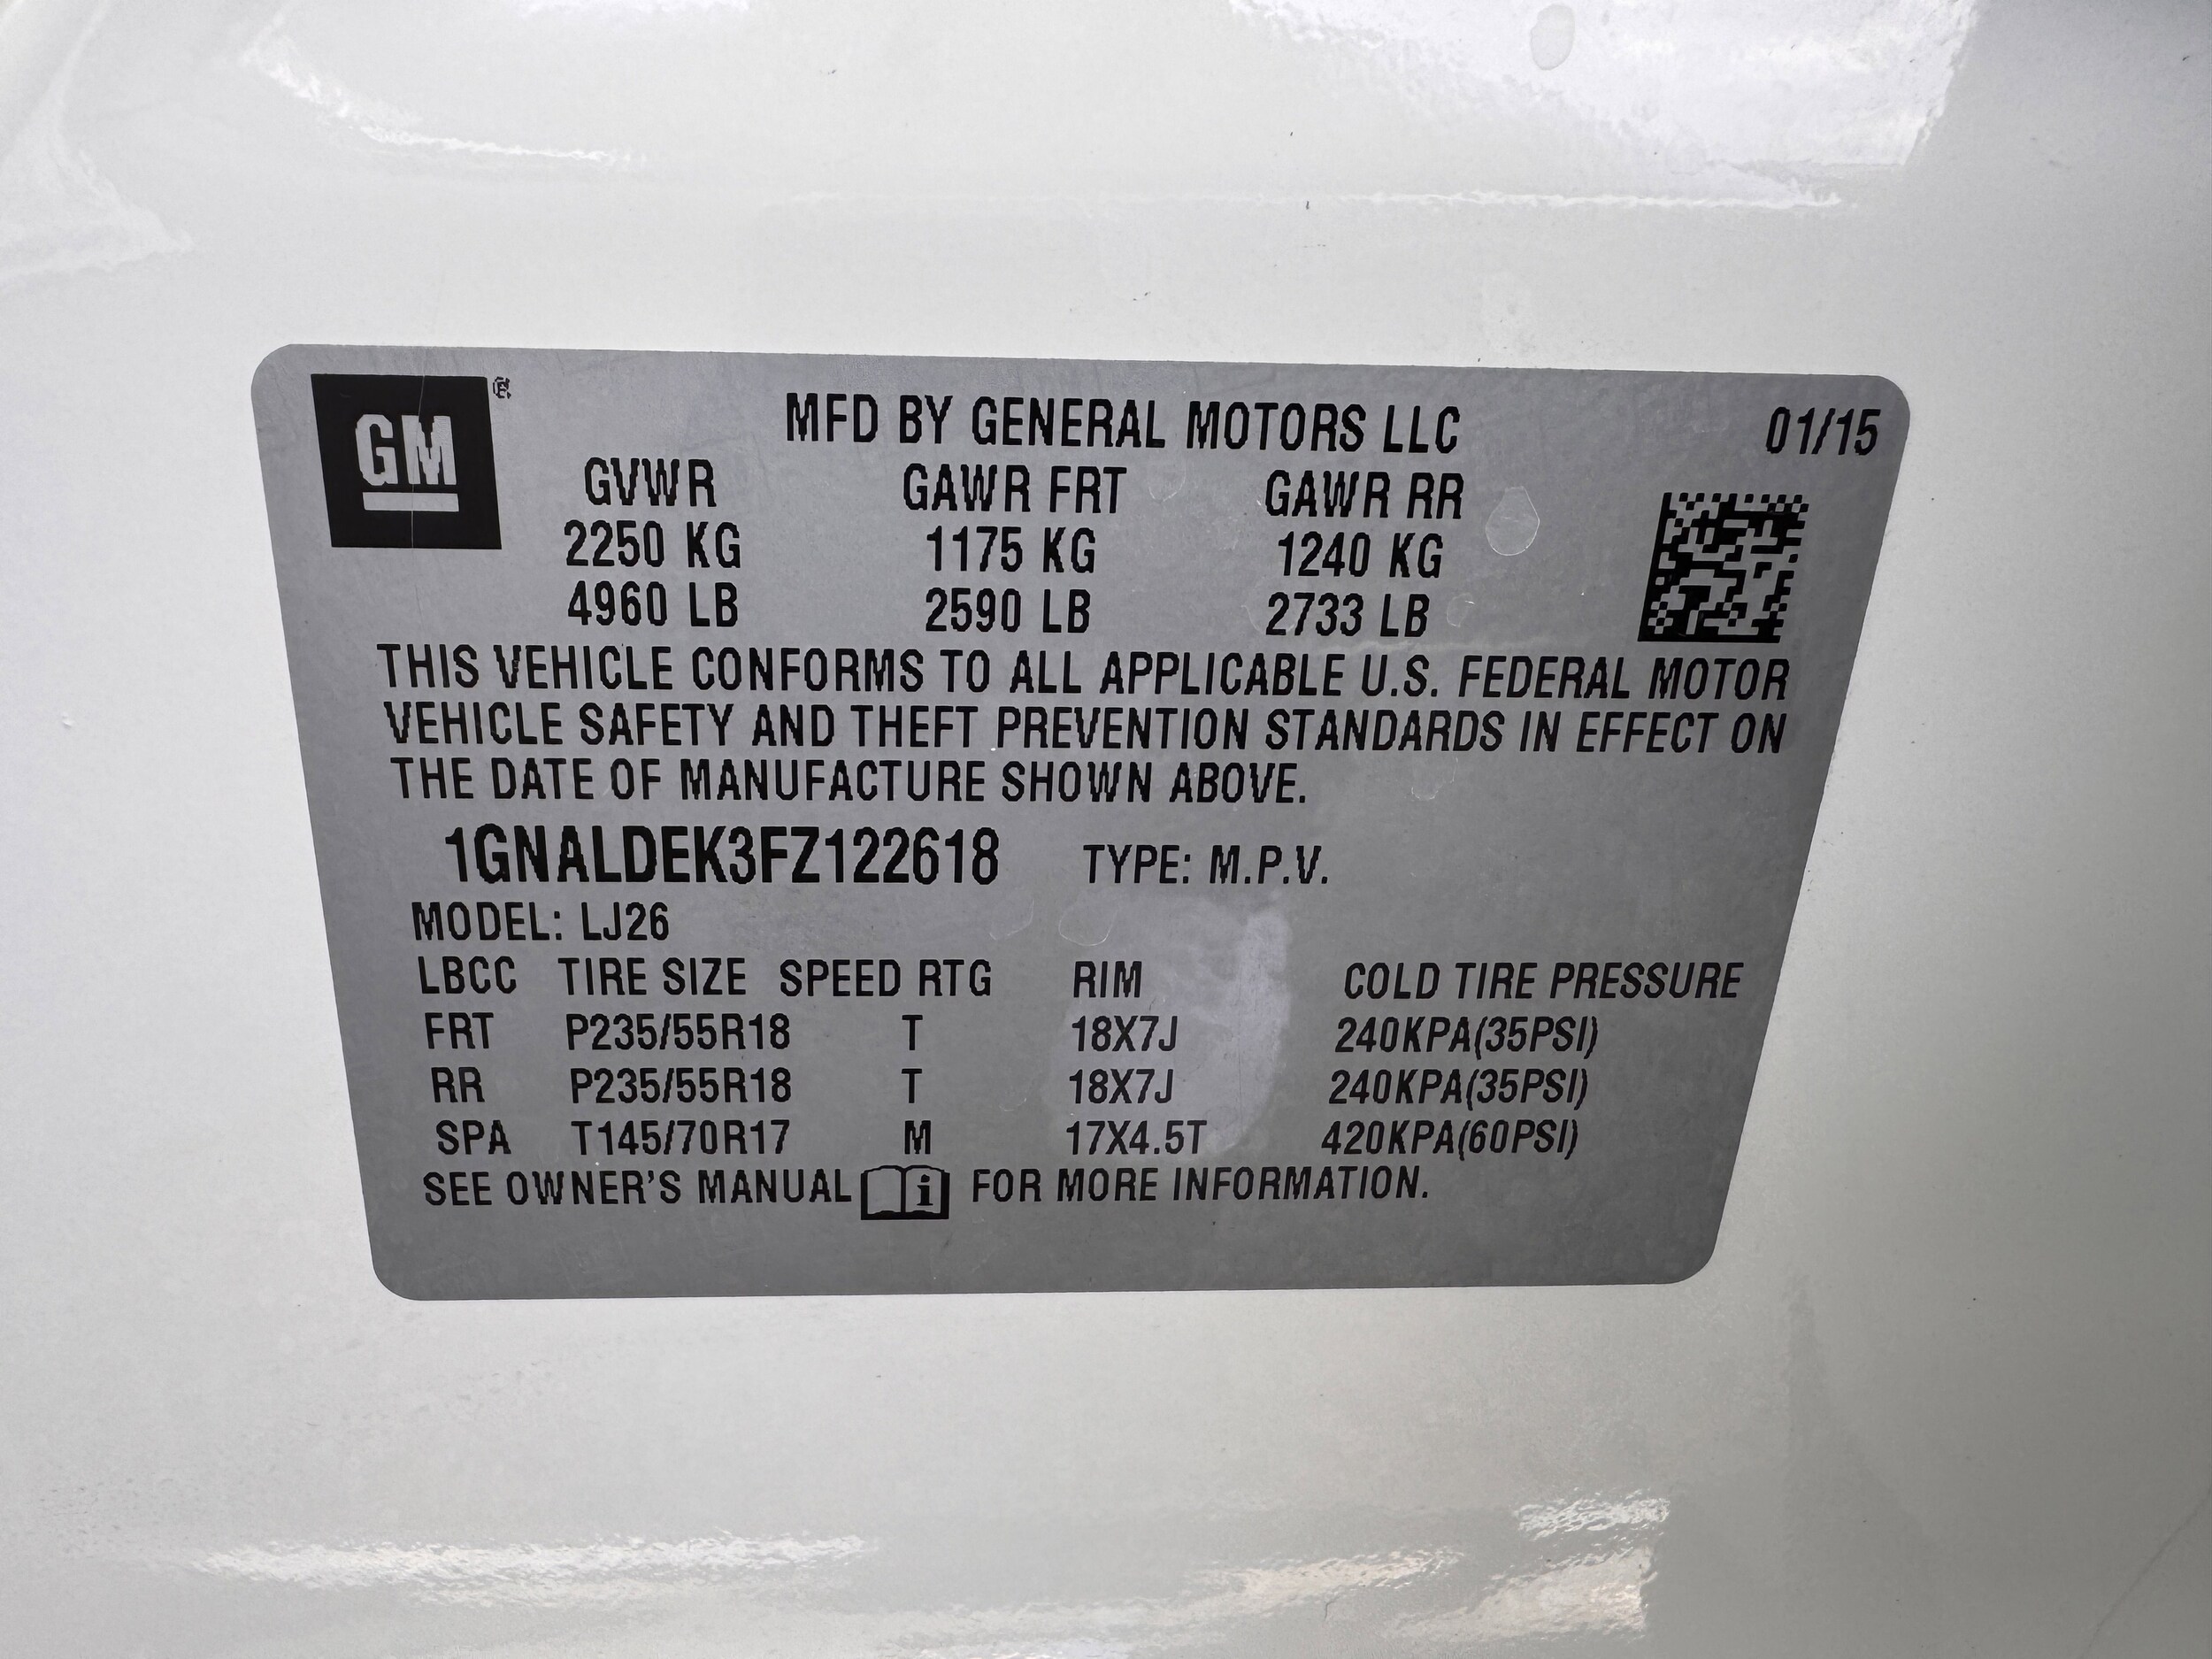 GM
MFD BY GENERAL MOTORS LLC 01/15
GVWR GAWR FRT GAWR RR
2250 KG 1175 KG 1240 KG
4960 LB 2590 LB 2733 LB
THIS VEHICLE CONFORMS TO ALL APPLICABLE U.S. FEDERAL MOTOR
VEHICLE SAFETY AND THEFT PREVENTION STANDARDS IN EFFECT ON
THE DATE OF MANUFACTURE SHOWN ABOVE.
1GNALDEK3FZ122618 TYPE: M.P.V.
MODEL: LJ26
LBCC TIRE SIZE SPEED RTG RIM COLD TIRE PRESSURE
FRT P235/55R18 T 18X7J 240KPA(35PSI)
RR P235/55R18 T 18X7J 240KPA(35PSI)
SPA T145/70R17 M 17X4.5T 420KPA(60PSI)
SEE OWNER'S MANUAL i FOR MORE INFORMATION.